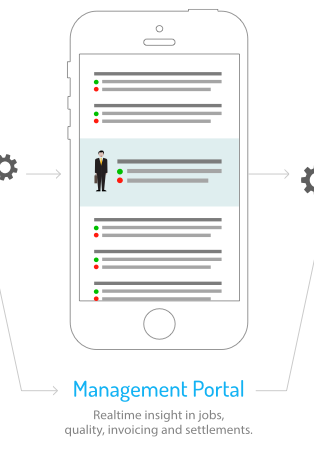 Management Portal
Realtime insight in jobs,
quality, invoicing and settlements.